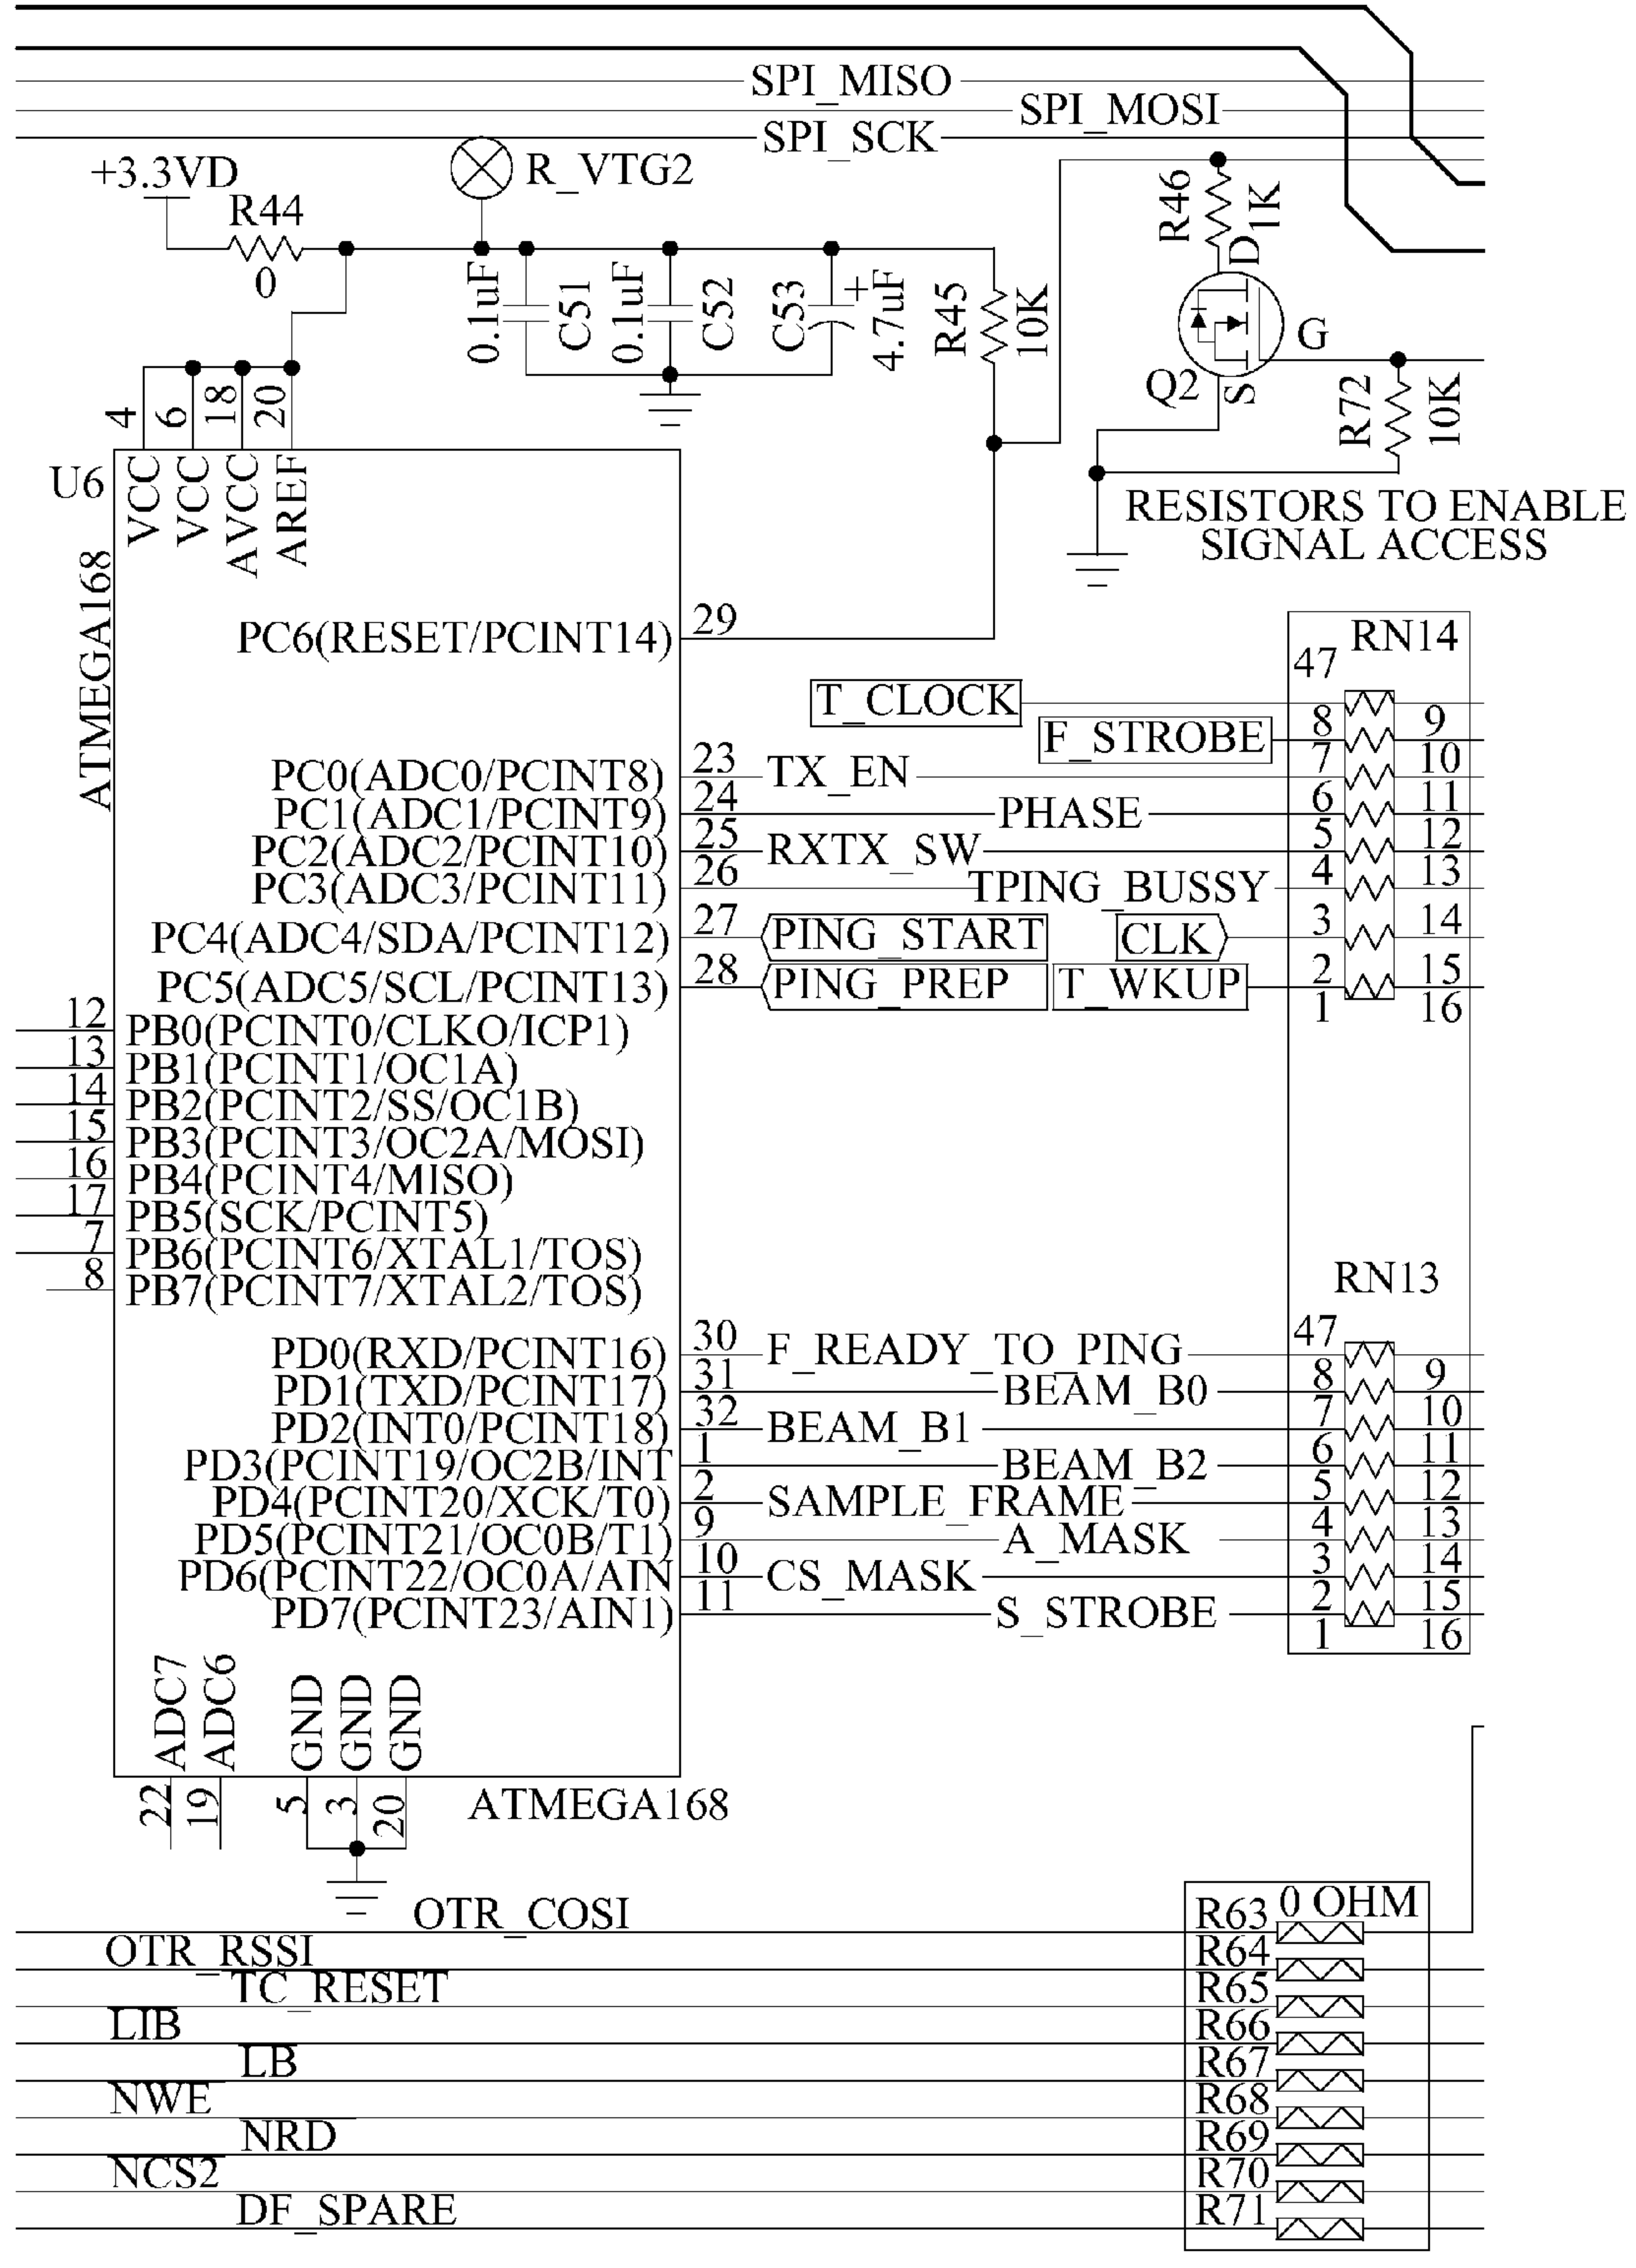 SPI_MISO
SPI_MOSI
SPI_SCK
+3.3VD
R_VTG2
R44
0
0.1uF
C51
0.1uF
C52
C53
+
4.7uF
R45
10K
R46
1K
D
G
S
Q2
R72
10K
RESISTORS TO ENABLE
SIGNAL ACCESS
4
6
18
20
U6
VCC
VCC
AVCC
AREF
ATMEGA168
PC6(RESET/PCINT14)
29
RN14
47
T_CLOCK
8
9
F_STROBE
7
10
PC0(ADC0/PCINT8)
23
TX_EN
6
11
PC1(ADC1/PCINT9)
24
PHASE
5
12
PC2(ADC2/PCINT10)
25
RXTX_SW
4
13
PC3(ADC3/PCINT11)
26
TPING_BUSSY
3
14
PC4(ADC4/SDA/PCINT12)
27
PING_START
CLK
2
15
PC5(ADC5/SCL/PCINT13)
28
PING_PREP
T_WKUP
1
16
12
PB0(PCINT0/CLKO/ICP1)
13
PB1(PCINT1/OC1A)
14
PB2(PCINT2/SS/OC1B)
15
PB3(PCINT3/OC2A/MOSI)
16
PB4(PCINT4/MISO)
17
PB5(SCK/PCINT5)
7
PB6(PCINT6/XTAL1/TOS)
8
PB7(PCINT7/XTAL2/TOS)
RN13
47
PD0(RXD/PCINT16)
30
F_READY_TO_PING
8
9
PD1(TXD/PCINT17)
31
BEAM_B0
7
10
PD2(INT0/PCINT18)
32
BEAM_B1
6
11
PD3(PCINT19/OC2B/INT
1
BEAM_B2
5
12
PD4(PCINT20/XCK/T0)
2
SAMPLE_FRAME
4
13
PD5(PCINT21/OC0B/T1)
9
A_MASK
3
14
PD6(PCINT22/OC0A/AIN
10
CS_MASK
2
15
PD7(PCINT23/AIN1)
11
S_STROBE
1
16
ADC7
ADC6
GND
GND
GND
22
19
5
3
20
ATMEGA168
0 OHM
OTR_COSI
R63
OTR_RSSI
R64
TC_RESET
R65
LIB
R66
LB
R67
NWE
R68
NRD
R69
NCS2
R70
DF_SPARE
R71